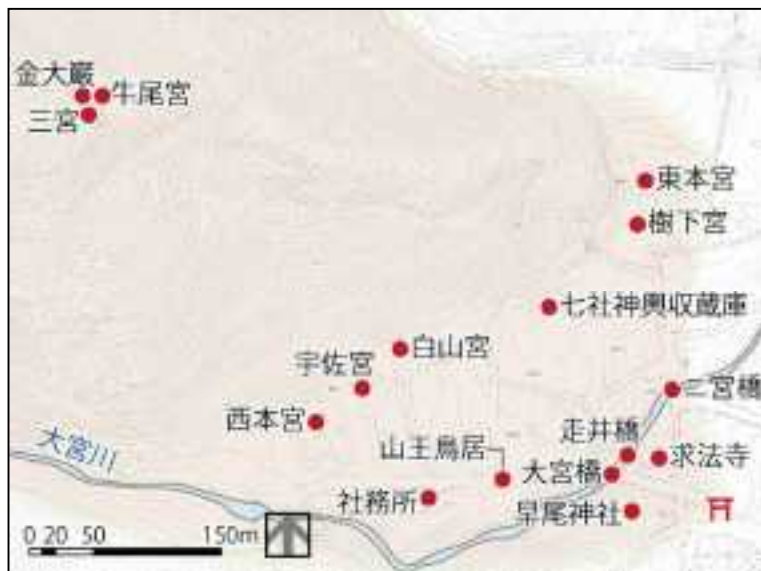 金大巖
牛尾宮
三宮
東本宮
樹下宮
七社神輿収蔵庫
白山宮
宇佐宮
二宮橋
西本宮
大宮川
走井橋
山王鳥居
求法寺
大宮橋
社務所
早尾神社
0 20 50 150m